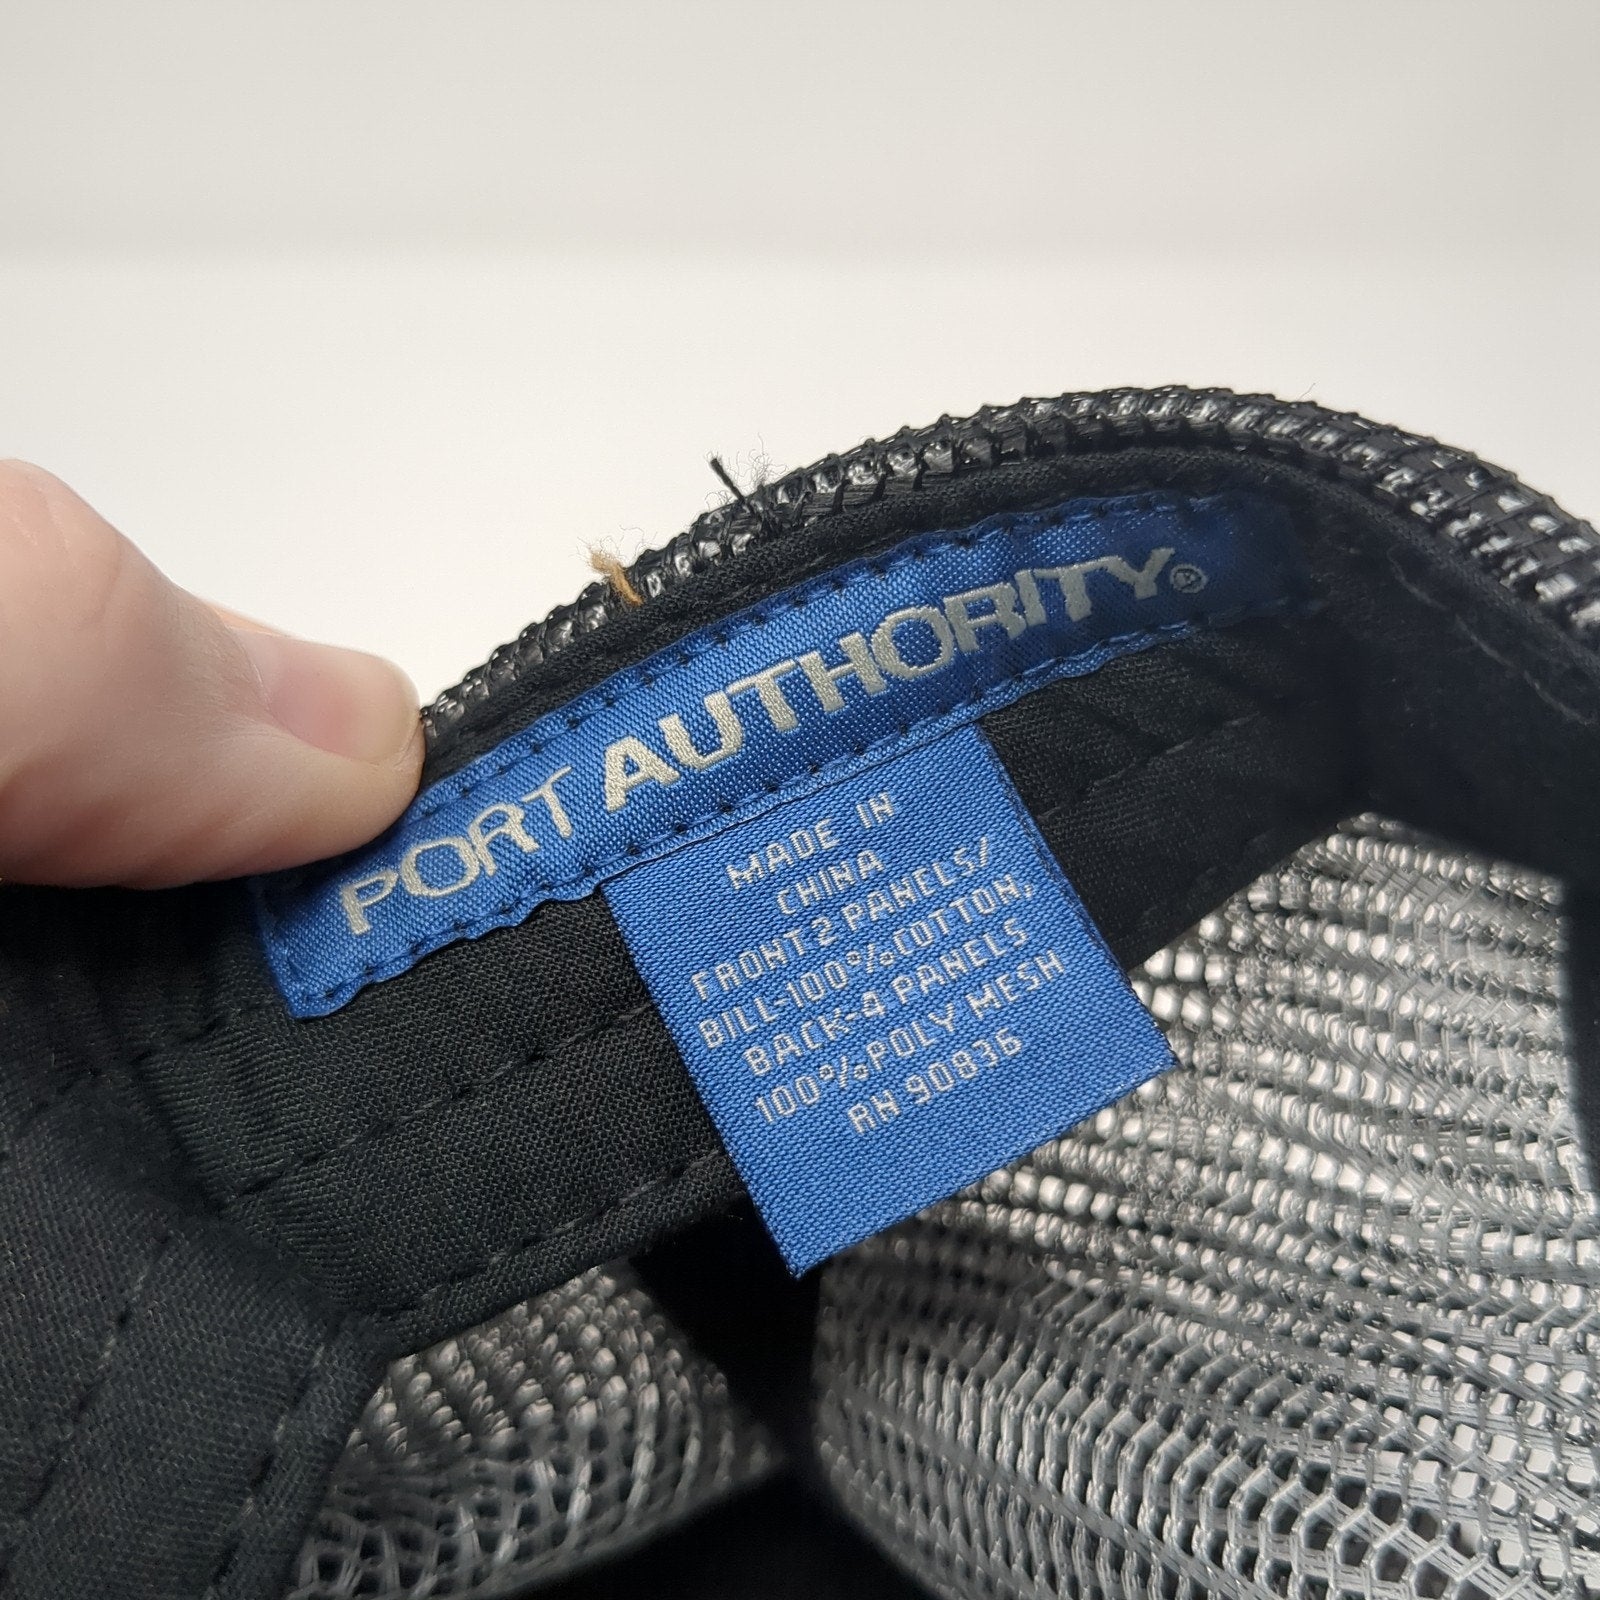 PORT AUTHORITY®
MADE IN
CHINA
FRONT 2 PANELS/
BILL-100%COTTON,
BACK-4 PANELS
100%POLY MESH
RN 90836